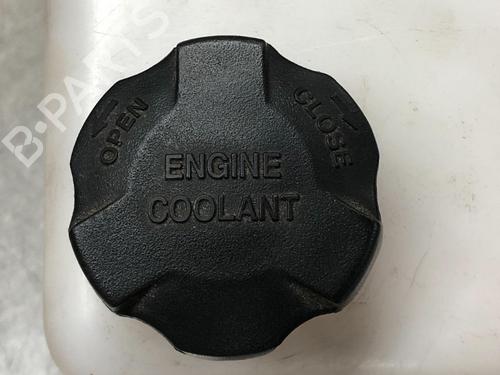 B-PARTS
OPEN
CLOSE
ENGINE
COOLANT